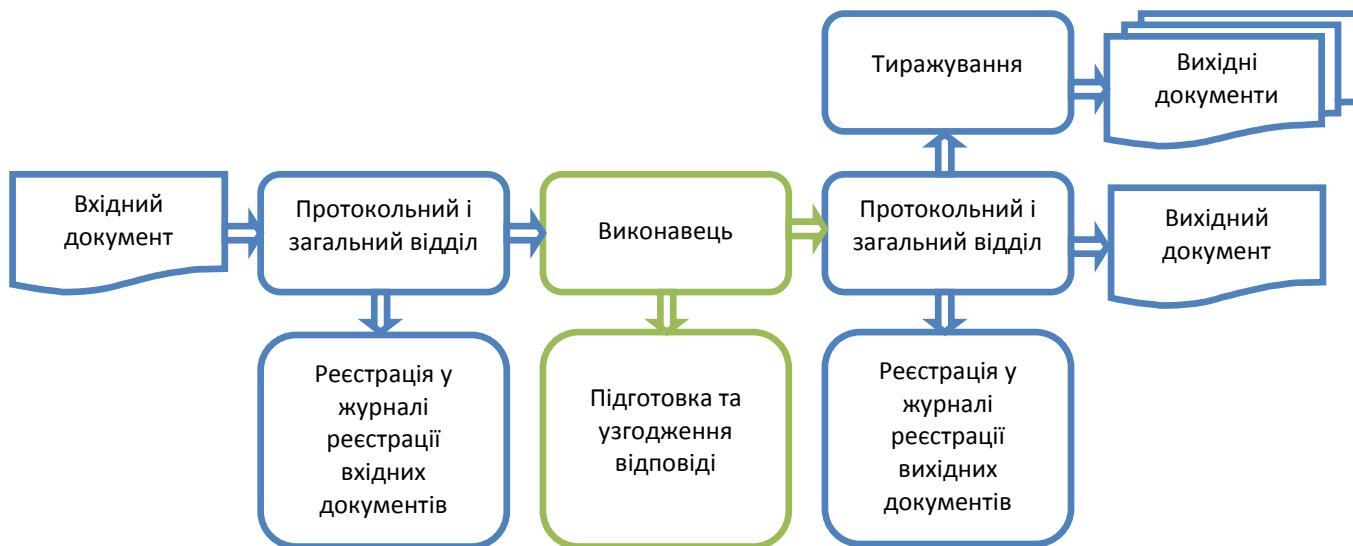 Тиражування
Вихідні
документи
Вхідний
документ
Протокольний і
загальний відділ
Виконавець
Протокольний і
загальний відділ
Вихідний
документ
Реєстрація у
журналі
реєстрації
вхідних
документів
Підготовка та
узгодження
відповіді
Реєстрація у
журналі
реєстрації
вихідних
документів